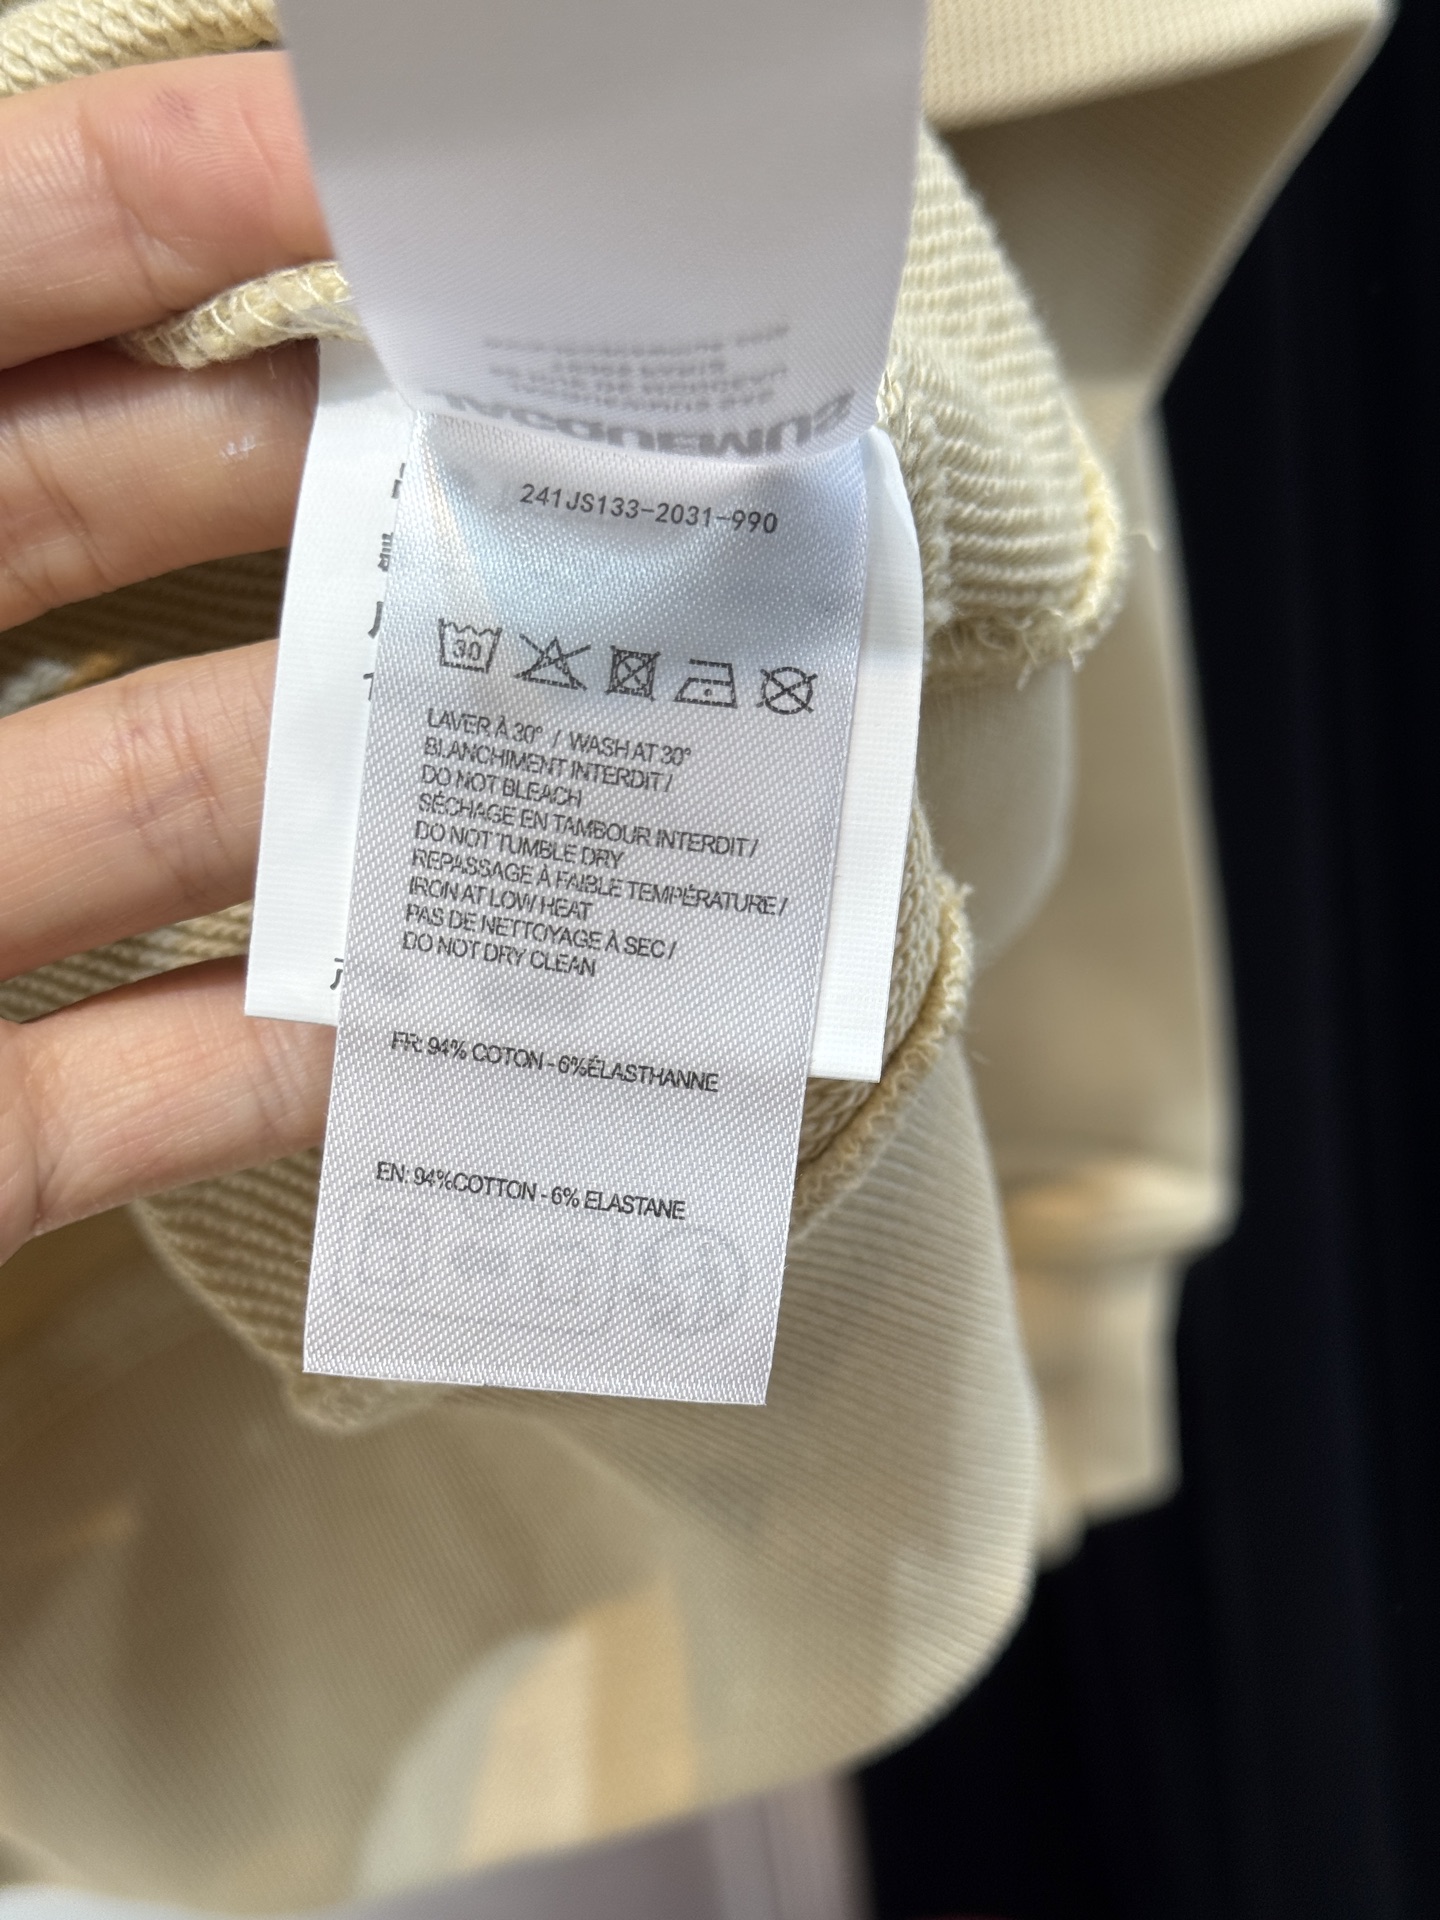 241JS133-2031-990
30
LAVER À 30° / WASH AT 30°
BLANCHIMENT INTERDIT /
DO NOT BLEACH
SÉCHAGE EN TAMBOUR INTERDIT /
DO NOT TUMBLE DRY
REPASSAGE À FAIBLE TEMPÉRATURE /
IRON AT LOW HEAT
PAS DE NETTOYAGE À SEC /
DO NOT DRY CLEAN
FR: 94% COTON - 6%ÉLASTHANNE
EN: 94%COTTON - 6% ELASTANE